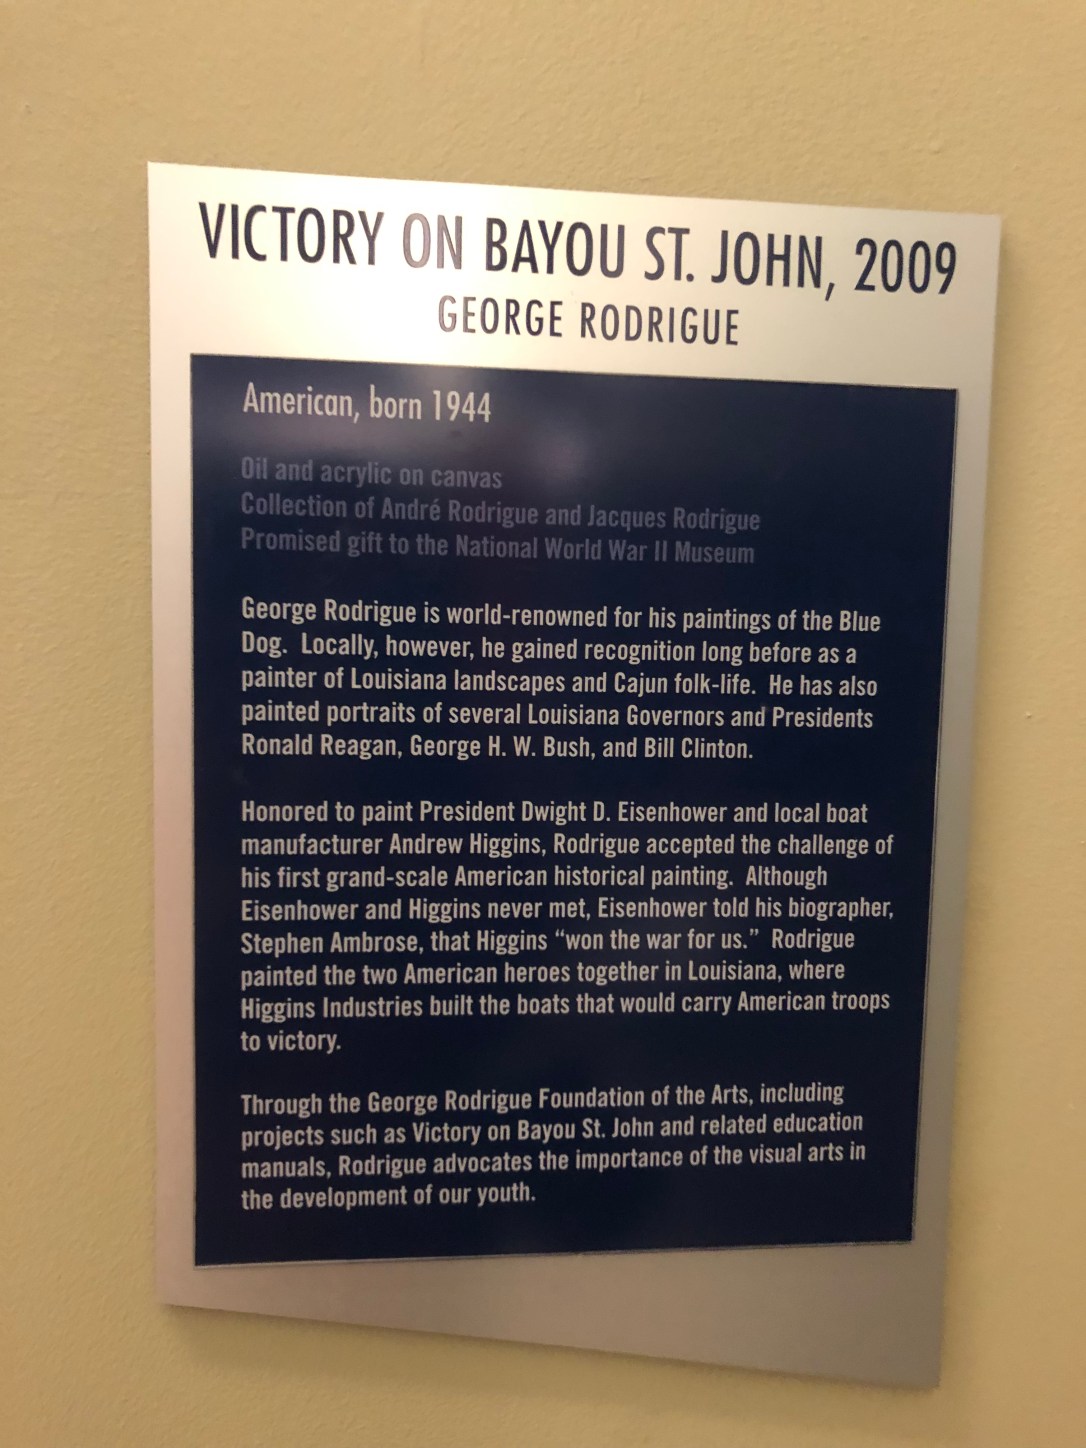 VICTORY ON BAYOU ST. JOHN, 2009
GEORGE RODRIGUE
American, born 1944
Oil and acrylic on canvas
Collection of André Rodrigue and Jacques Rodrigue
Promised gift to the National World War II Museum
George Rodrigue is world-renowned for his paintings of the Blue
Dog.  Locally, however, he gained recognition long before as a
painter of Louisiana landscapes and Cajun folk-life.  He has also
painted portraits of several Louisiana Governors and Presidents
Ronald Reagan, George H. W. Bush, and Bill Clinton.
Honored to paint President Dwight D. Eisenhower and local boat
manufacturer Andrew Higgins, Rodrigue accepted the challenge of
his first grand-scale American historical painting.  Although
Eisenhower and Higgins never met, Eisenhower told his biographer,
Stephen Ambrose, that Higgins “won the war for us.”  Rodrigue
painted the two American heroes together in Louisiana, where
Higgins Industries built the boats that would carry American troops
to victory.
Through the George Rodrigue Foundation of the Arts, including
projects such as Victory on Bayou St. John and related education
manuals, Rodrigue advocates the importance of the visual arts in
the development of our youth.